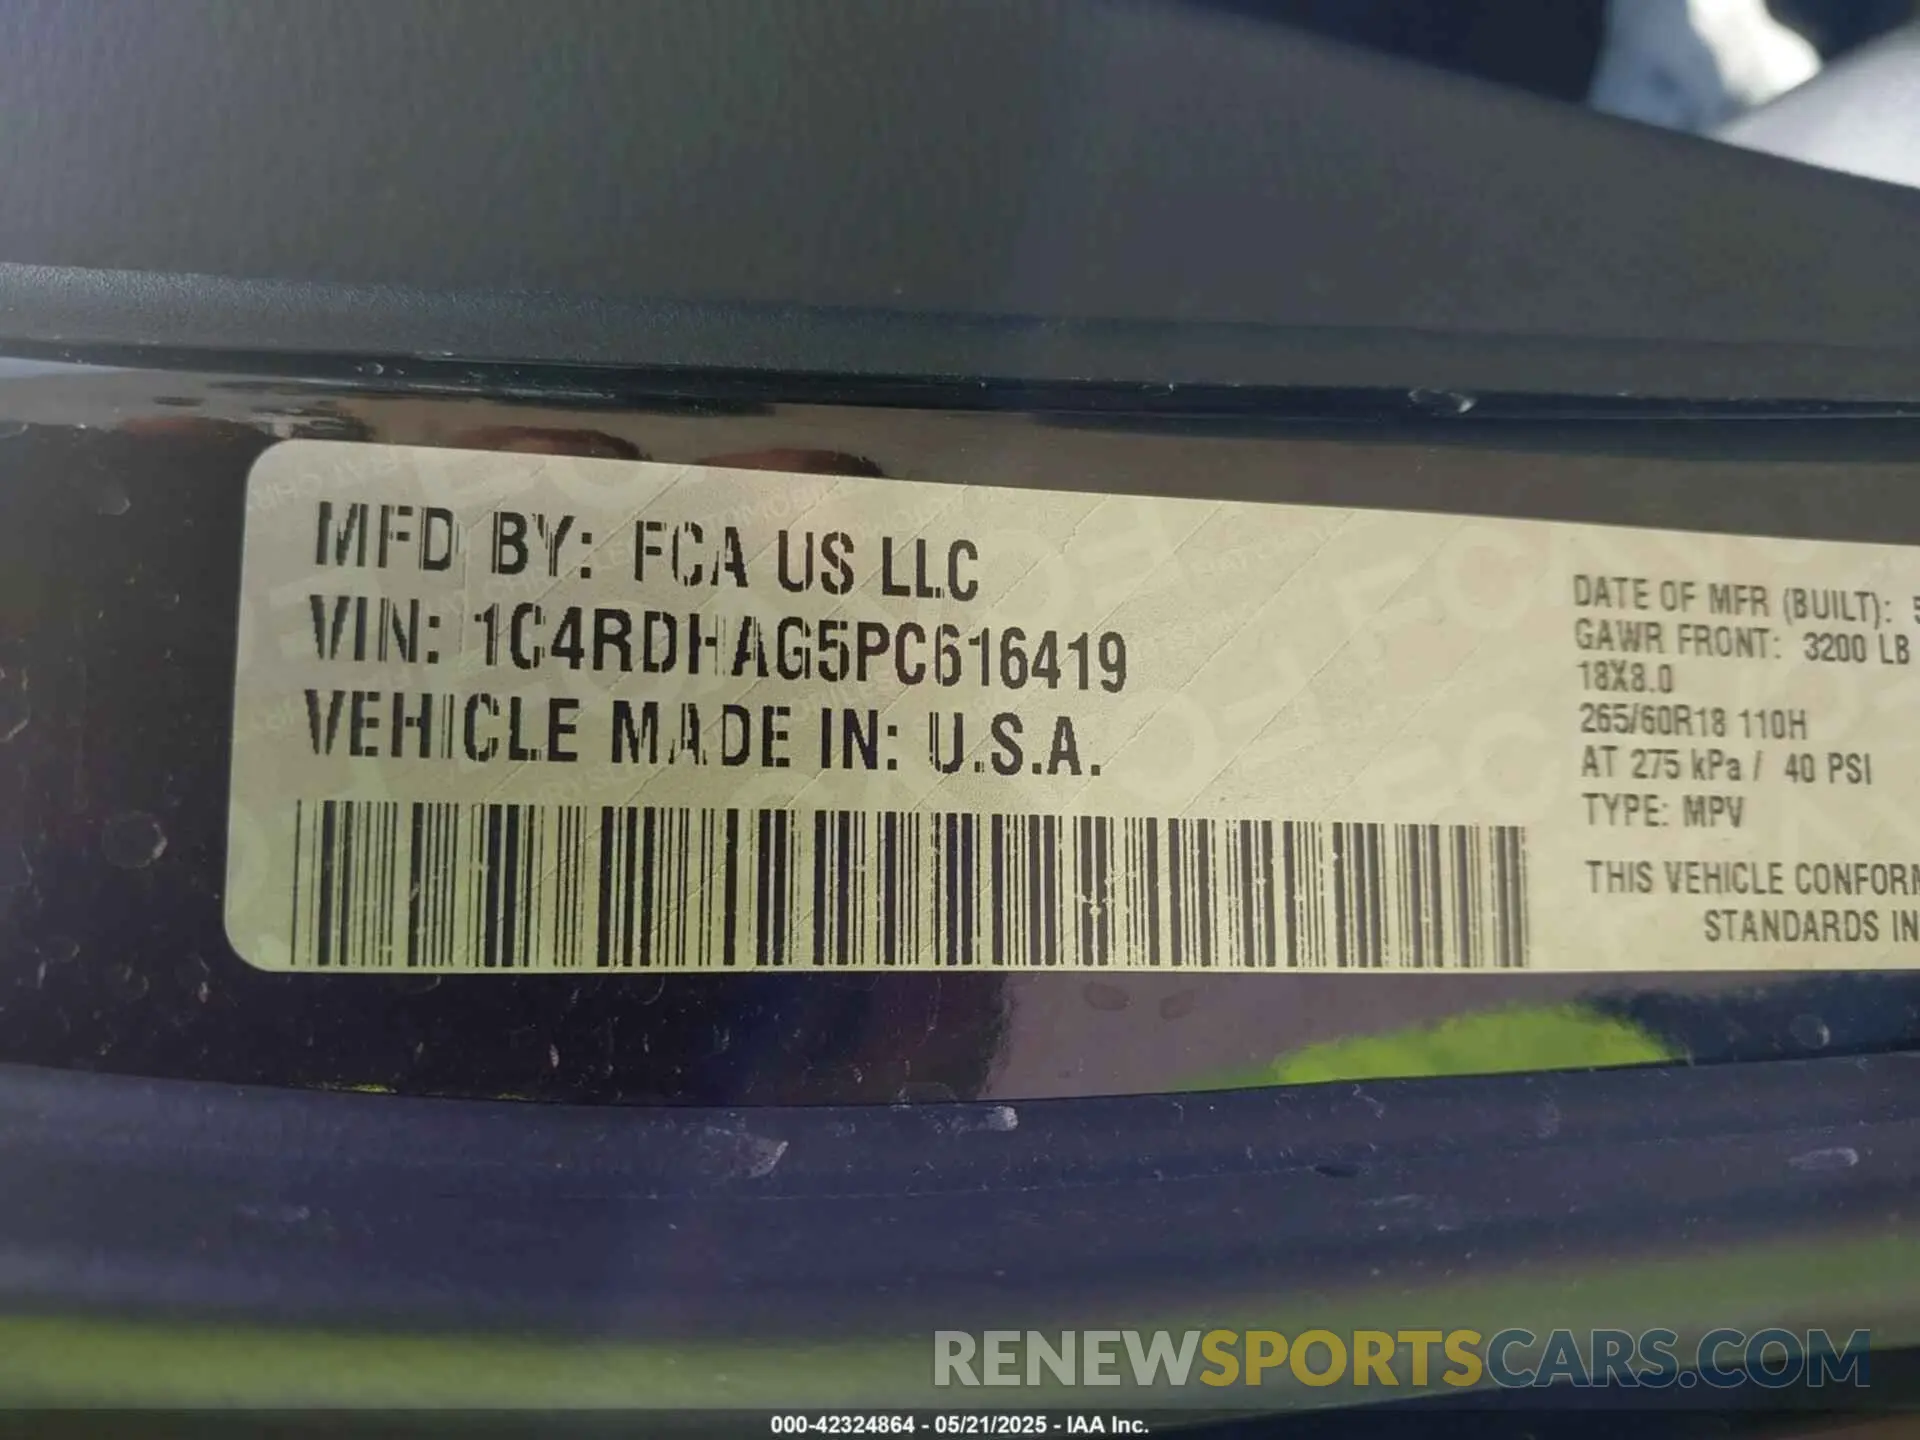 MFD BY: FCA US LLC
VIN: 1C4RDHAG5PC616419
VEHICLE MADE IN: U.S.A.
DATE OF MFR (BUILT): 5
GAWR FRONT: 3200 LB
18X8.0
265/60R18 110H
AT 275 kPa / 40 PSI
TYPE: MPV
THIS VEHICLE CONFORM
STANDARDS IN
RENEWSPORTSCARS.COM
000-42324864 - 05/21/2025 - IAA Inc.